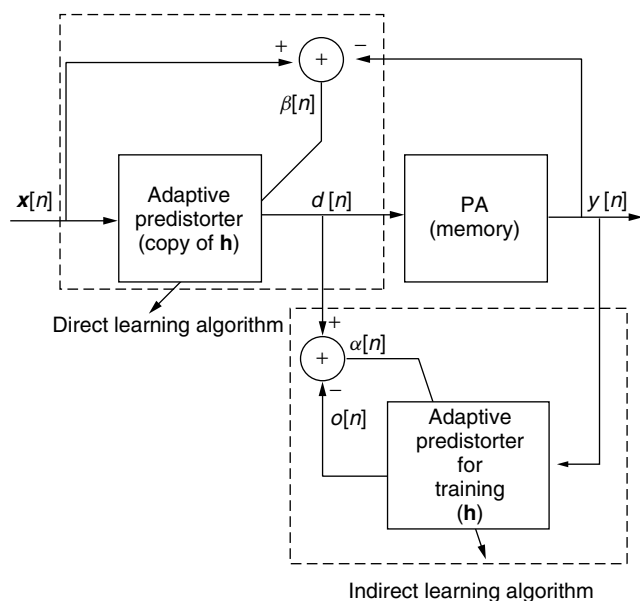 +
−
+
β[n]
x[n]
Adaptive
predistorter
(copy of h)
d[n]
PA
(memory)
y[n]
Direct learning algorithm
+
+
α[n]
−
o[n]
Adaptive
predistorter
for
training
(h)
Indirect learning algorithm